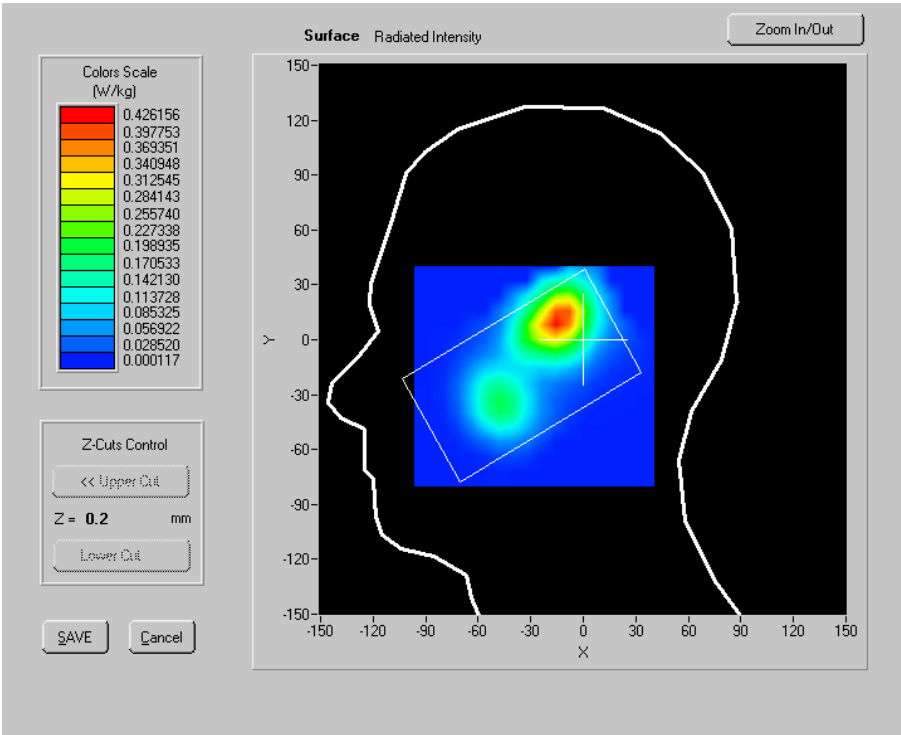 Surface Radiated Intensity
Zoom In/Out
Colors Scale
(W/kg)
0.426156
0.397753
0.369351
0.340948
0.312545
0.284143
0.255740
0.227338
0.198935
0.170533
0.142130
0.113728
0.085325
0.056922
0.028520
0.000117
Z-Cuts Control
<< Upper Cut
Z = 0.2 mm
Lower Cut
SAVE Cancel
150
120
90
60
30
0
-30
-60
-90
-120
-150
Y
-150 -120 -90 -60 -30 0 30 60 90 120 150
X